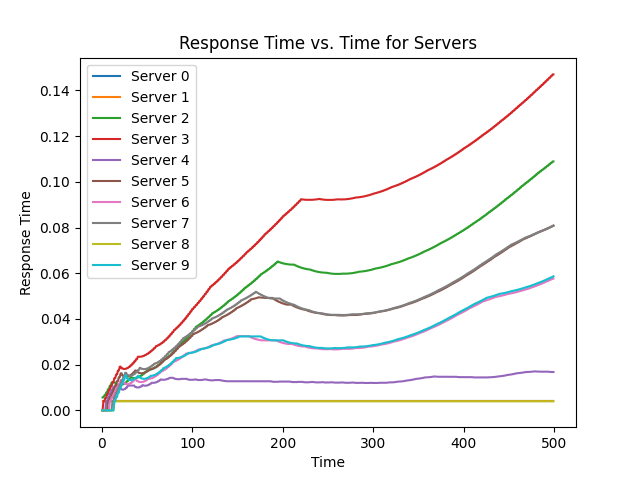 Response Time vs. Time for Servers
Server 0
Server 1
Server 2
Server 3
Server 4
Server 5
Server 6
Server 7
Server 8
Server 9
0.14
0.12
0.10
0.08
0.06
0.04
0.02
0.00
Response Time
0
100
200
300
400
500
Time